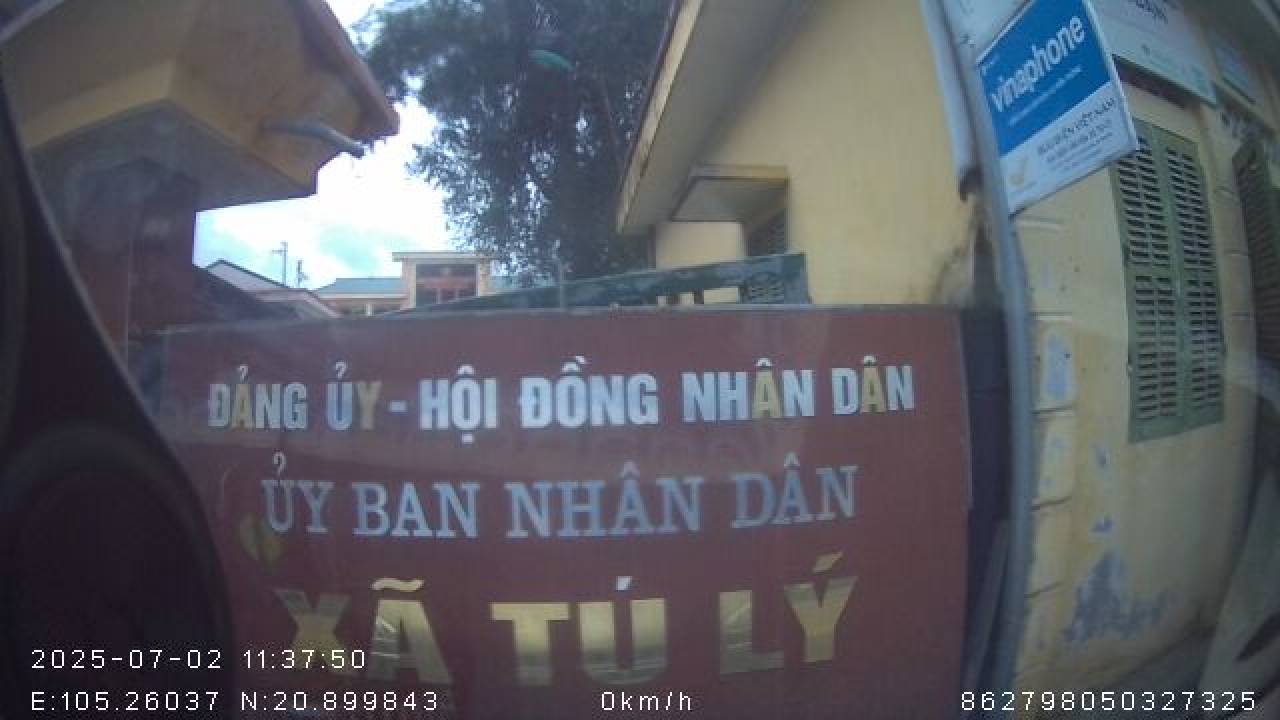 vinaphone
ĐẢNG ỦY - HỘI ĐỒNG NHÂN DÂN
ỦY BAN NHÂN DÂN
XÃ TÚ LÝ
2025-07-02 11:37:50
E:105.26037 N:20.899843 0km/h 862798050327325